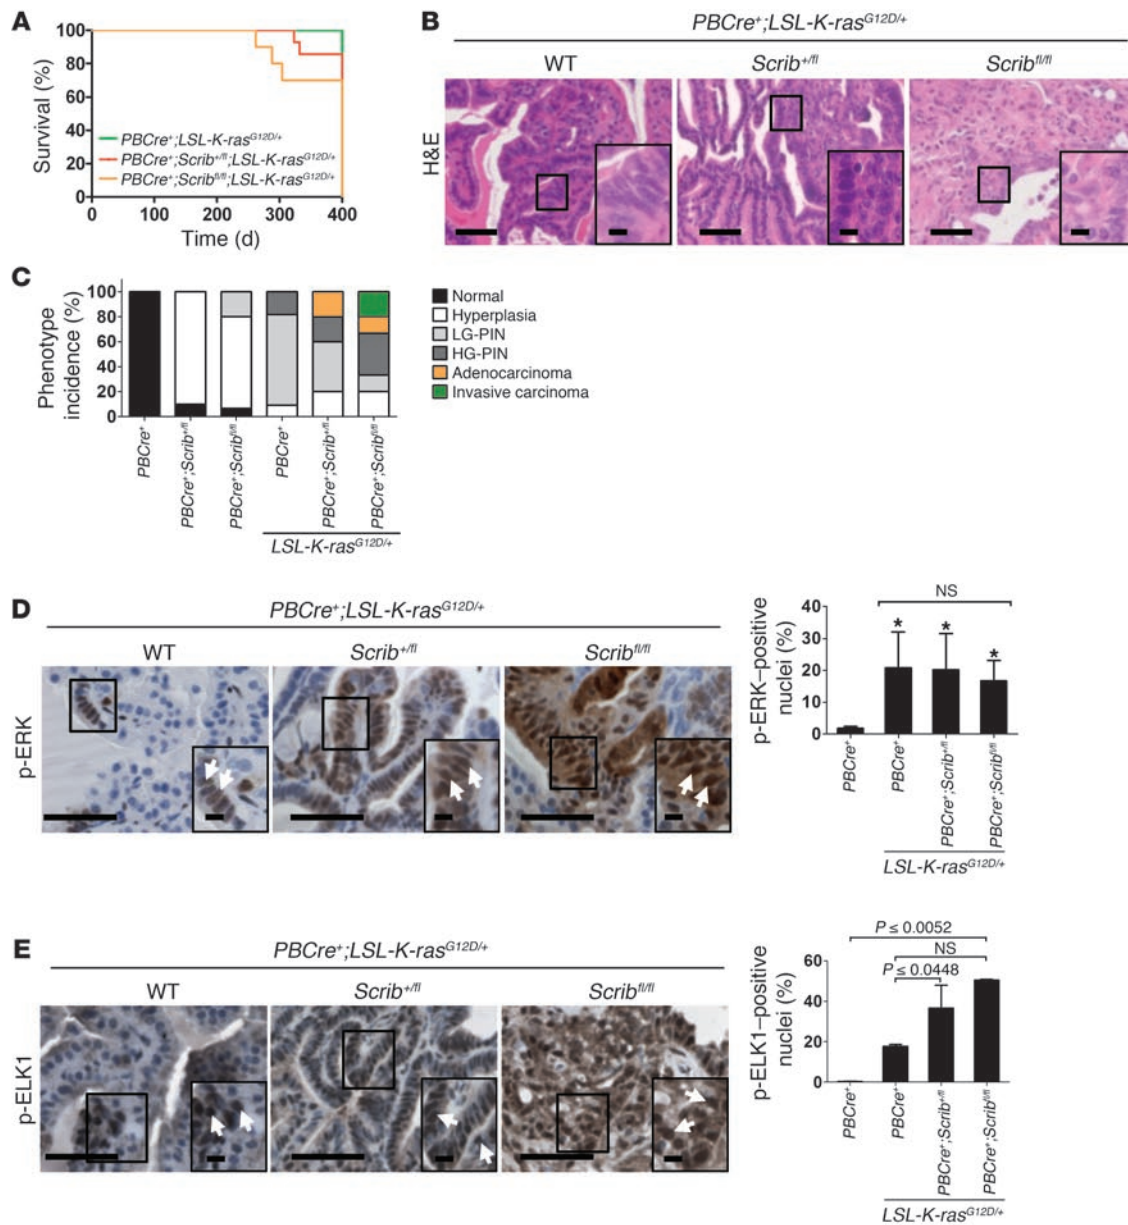 A
Survival (%)
100
80
60
40
20
0
PBCre+;LSL-K-rasG12D/+
PBCre+;Scrib+/fl;LSL-K-rasG12D/+
PBCre+;Scribfl/fl;LSL-K-rasG12D/+
0 100 200 300 400
Time (d)
B
PBCre+;LSL-K-rasG12D/+
WT Scrib+/fl Scribfl/fl
H&E
C
Phenotype
incidence (%)
100
80
60
40
20
0
PBCre+
PBCre+;Scrib+/fl
PBCre+;Scribfl/fl
PBCre+
PBCre+;Scrib+/fl
PBCre+;Scribfl/fl
LSL-K-rasG12D/+
Normal
Hyperplasia
LG-PIN
HG-PIN
Adenocarcinoma
Invasive carcinoma
D
PBCre+;LSL-K-rasG12D/+
WT Scrib+/fl Scribfl/fl
p-ERK
p-ERK–positive
nuclei (%)
40
30
20
10
0
NS
* * *
PBCre+
PBCre+
PBCre+;Scrib+/fl
PBCre+;Scribfl/fl
LSL-K-rasG12D/+
E
PBCre+;LSL-K-rasG12D/+
WT Scrib+/fl Scribfl/fl
p-ELK1
p-ELK1–positive
nuclei (%)
60
40
20
0
P ≤ 0.0052
NS
P ≤ 0.0448
PBCre+
PBCre+
PBCre+;Scrib+/fl
PBCre+;Scribfl/fl
LSL-K-rasG12D/+